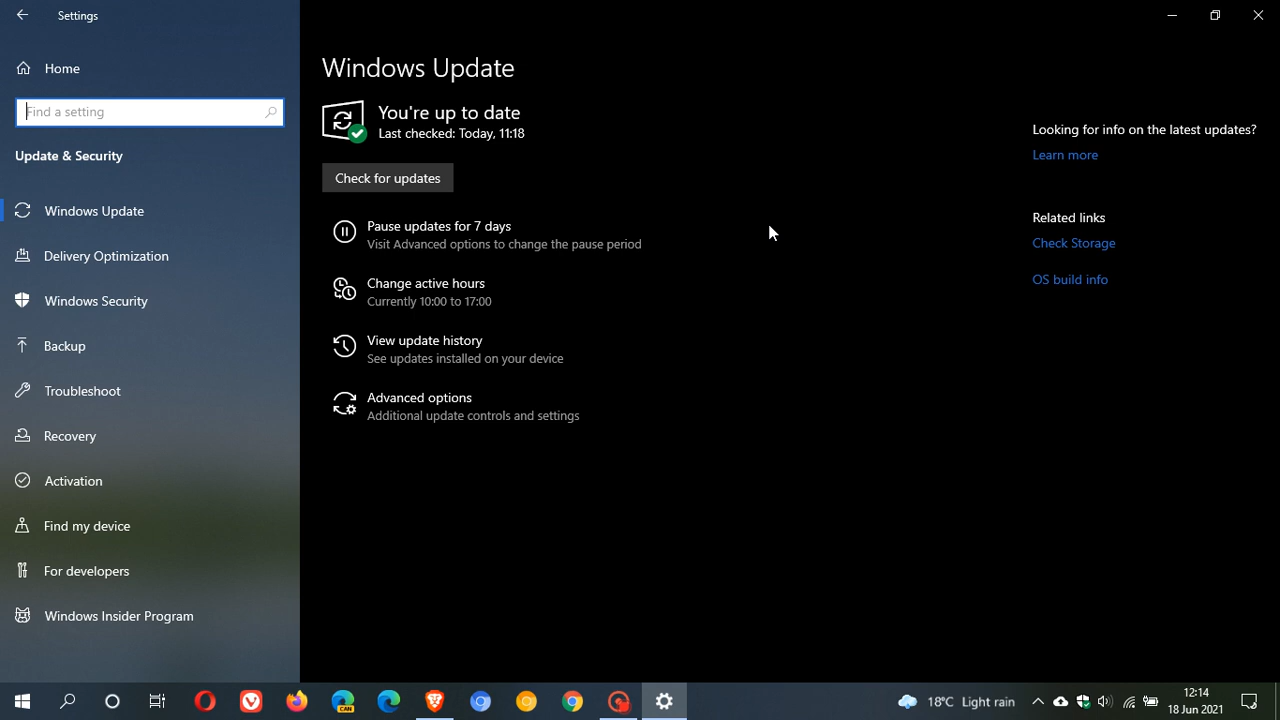 Settings
Home
Find a setting
Update & Security
Windows Update
Delivery Optimization
Windows Security
Backup
Troubleshoot
Recovery
Activation
Find my device
For developers
Windows Insider Program
Windows Update
You're up to date
Last checked: Today, 11:18
Check for updates
Pause updates for 7 days
Visit Advanced options to change the pause period
Change active hours
Currently 10:00 to 17:00
View update history
See updates installed on your device
Advanced options
Additional update controls and settings
Looking for info on the latest updates?
Learn more
Related links
Check Storage
OS build info
CAN
18°C Light rain
12:14
18 Jun 2021